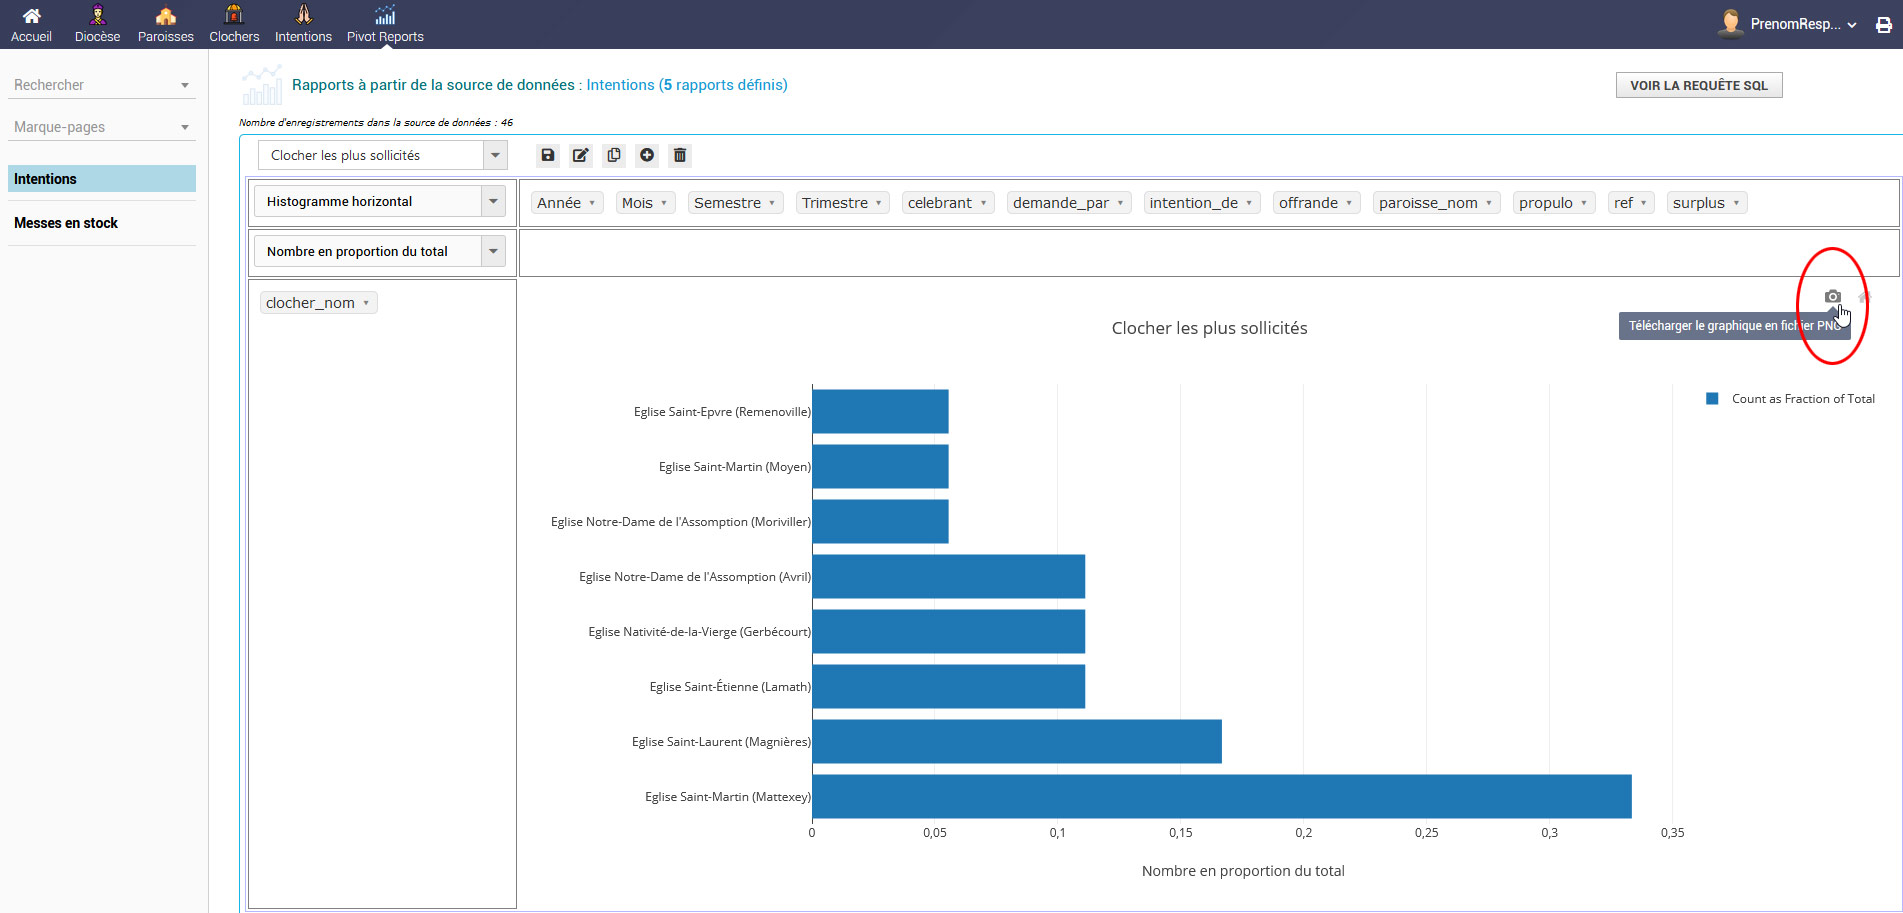 Accueil Diocèse Paroisses Clochers Intentions Pivot Reports PrenomResp...
Rechercher
Marque-pages
Intentions
Messes en stock
Rapports à partir de la source de données : Intentions (5 rapports définis)
VOIR LA REQUÊTE SQL
Nombre d'enregistrements dans la source de données : 46
Clocher les plus sollicités
Histogramme horizontal
Année Mois Semestre Trimestre celebrant demande_par intention_de offrande paroisse_nom propulo ref surplus
Nombre en proportion du total
clocher_nom
Clocher les plus sollicités
Télécharger le graphique en fichier PNG
Count as Fraction of Total
Eglise Saint-Epvre (Remenoville)
Eglise Saint-Martin (Moyen)
Eglise Notre-Dame de l'Assomption (Moriviller)
Eglise Notre-Dame de l'Assomption (Avril)
Eglise Nativité-de-la-Vierge (Gerbécourt)
Eglise Saint-Étienne (Lamath)
Eglise Saint-Laurent (Magnières)
Eglise Saint-Martin (Mattexey)
0 0,05 0,1 0,15 0,2 0,25 0,3 0,35
Nombre en proportion du total